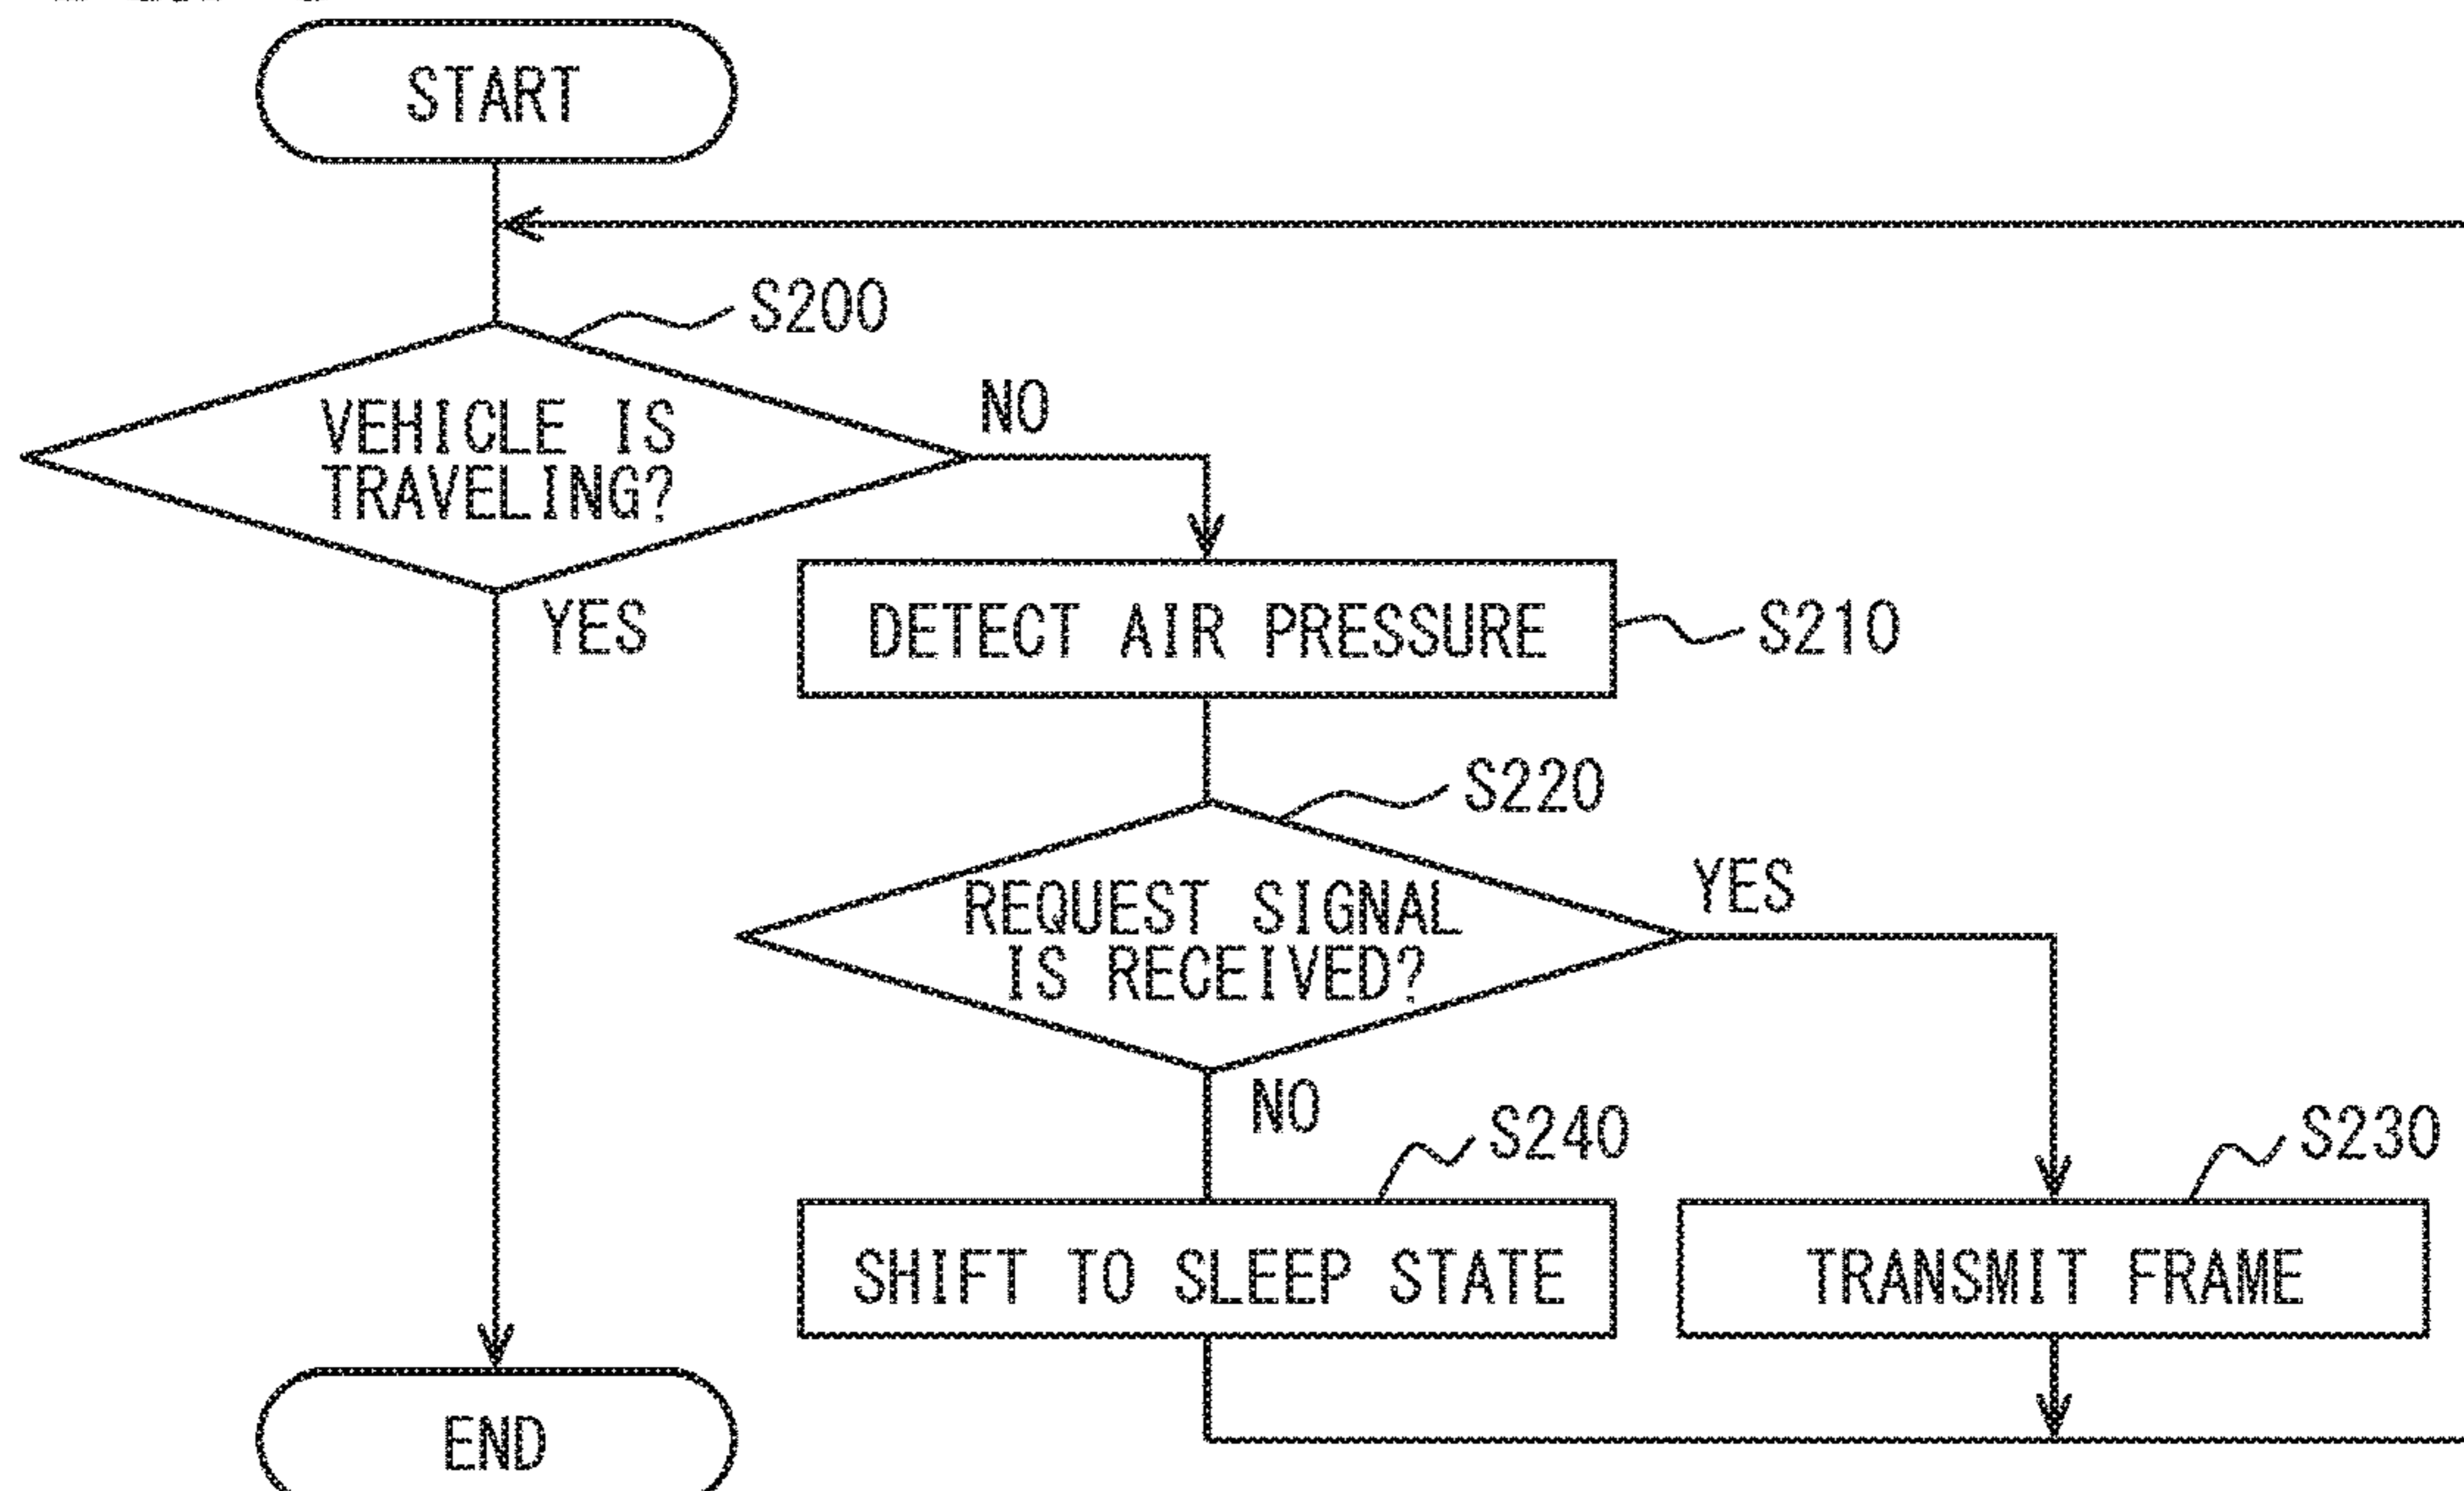 START
S200
VEHICLE IS
TRAVELING?
NO
YES
DETECT AIR PRESSURE
S210
S220
REQUEST SIGNAL
IS RECEIVED?
YES
NO
S240
S230
SHIFT TO SLEEP STATE
TRANSMIT FRAME
END